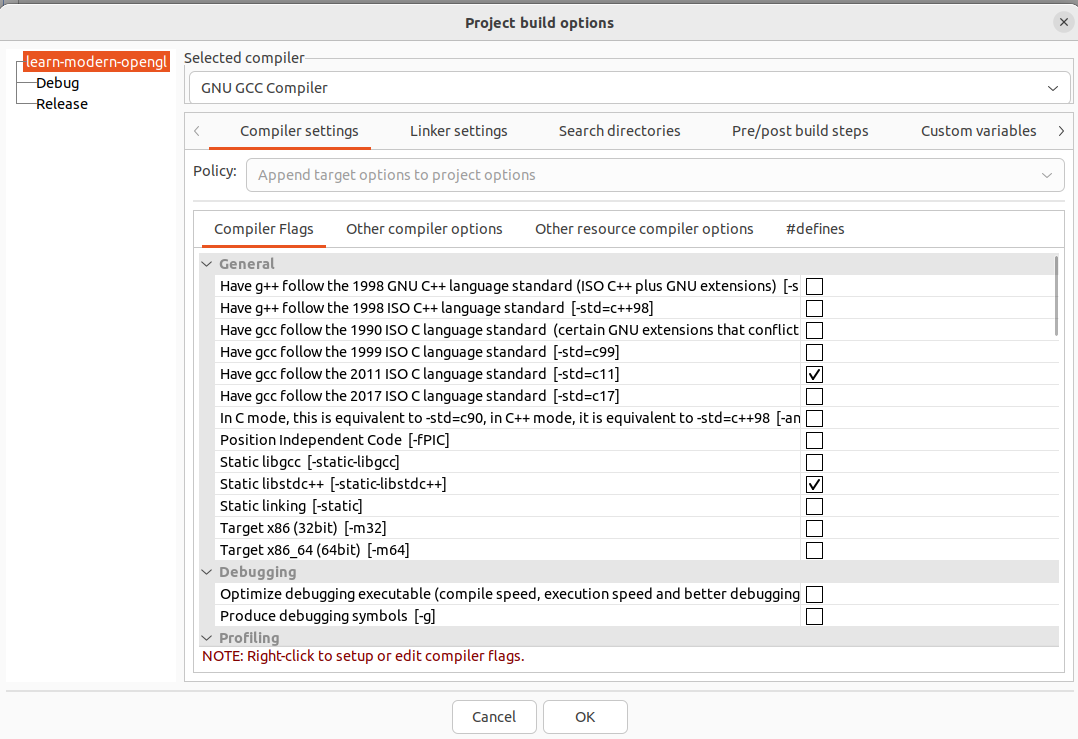 Project build options
learn-modern-opengl
Debug
Release
Selected compiler
GNU GCC Compiler
Compiler settings
Linker settings
Search directories
Pre/post build steps
Custom variables
Policy:
Append target options to project options
Compiler Flags
Other compiler options
Other resource compiler options
#defines
General
Have g++ follow the 1998 GNU C++ language standard (ISO C++ plus GNU extensions) [-s
Have g++ follow the 1998 ISO C++ language standard [-std=c++98]
Have gcc follow the 1990 ISO C language standard (certain GNU extensions that conflict
Have gcc follow the 1999 ISO C language standard [-std=c99]
Have gcc follow the 2011 ISO C language standard [-std=c11]
Have gcc follow the 2017 ISO C language standard [-std=c17]
In C mode, this is equivalent to -std=c90, in C++ mode, it is equivalent to -std=c++98 [-an
Position Independent Code [-fPIC]
Static libgcc [-static-libgcc]
Static libstdc++ [-static-libstdc++]
Static linking [-static]
Target x86 (32bit) [-m32]
Target x86_64 (64bit) [-m64]
Debugging
Optimize debugging executable (compile speed, execution speed and better debugging
Produce debugging symbols [-g]
Profiling
NOTE: Right-click to setup or edit compiler flags.
Cancel
OK